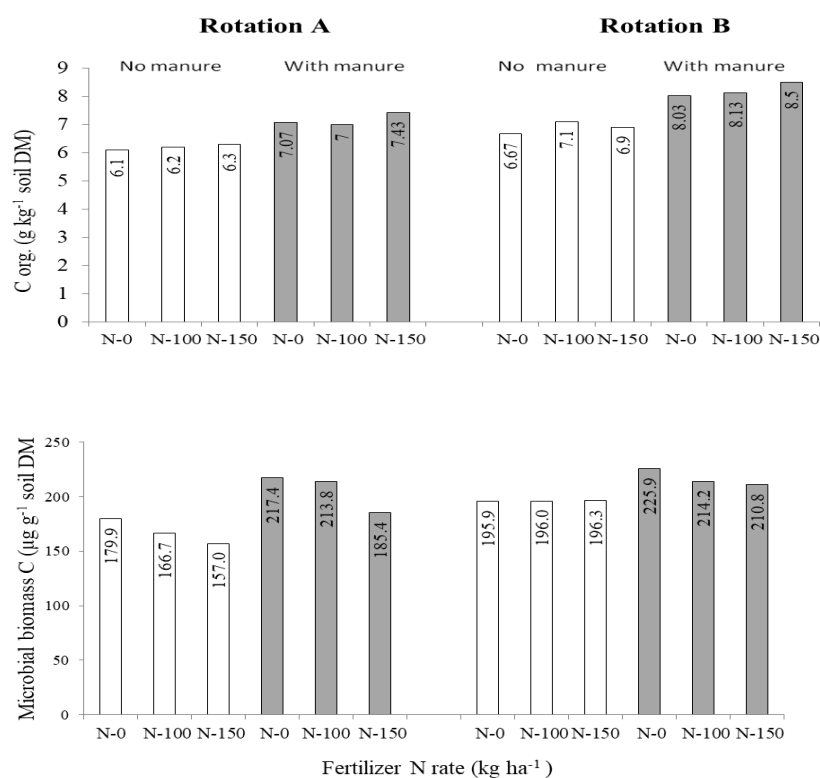 Rotation A Rotation B
No manure With manure No manure With manure
C org. (g kg⁻¹ soil DM)
9
8
7
6
5
4
3
2
1
0
6.1 6.2 6.3 7.07 7 7.43 6.67 7.1 6.9 8.03 8.13 8.5
N-0 N-100 N-150 N-0 N-100 N-150 N-0 N-100 N-150 N-0 N-100 N-150
Microbial biomass C (µg g⁻¹ soil DM
250
200
150
100
50
0
179.9 166.7 157.0 217.4 213.8 185.4 195.9 196.0 196.3 225.9 214.2 210.8
N-0 N-100 N-150 N-0 N-100 N-150 N-0 N-100 N-150 N-0 N-100 N-150
Fertilizer N rate (kg ha⁻¹ )